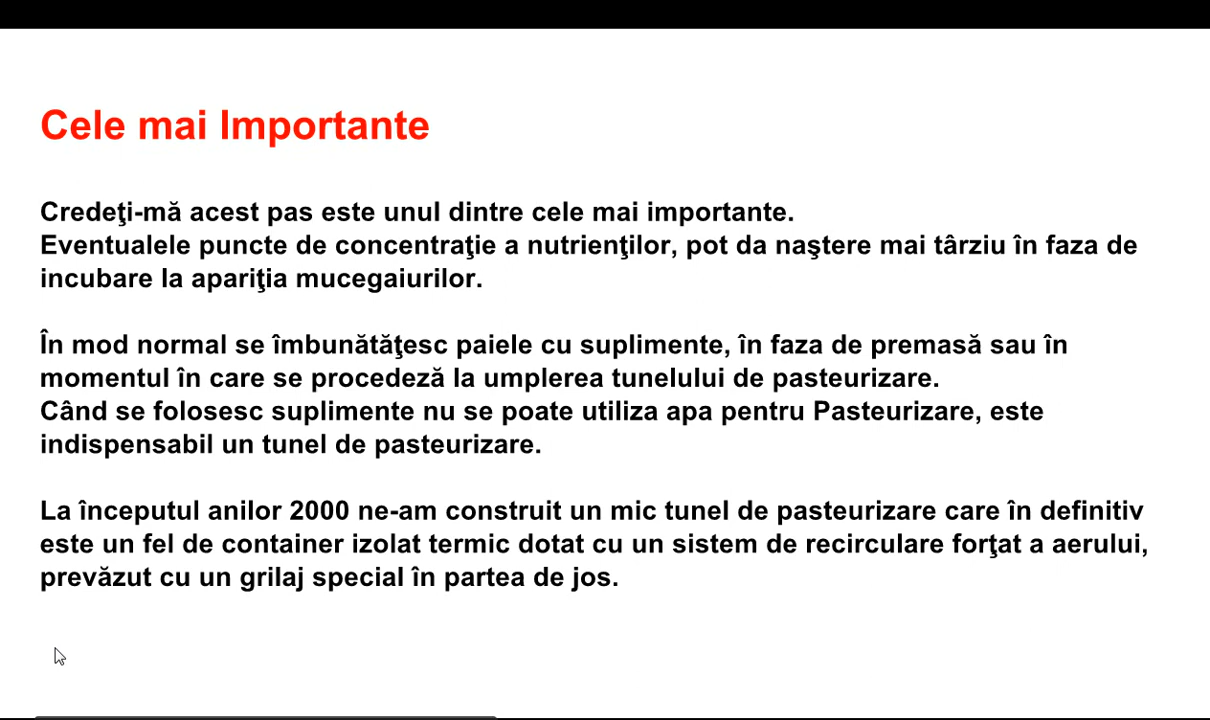 Cele mai Importante
Credeţi-mă acest pas este unul dintre cele mai importante.
Eventualele puncte de concentraţie a nutrienţilor, pot da naştere mai târziu în faza de
incubare la apariţia mucegaiurilor.
În mod normal se îmbunătăţesc paiele cu suplimente, în faza de premasă sau în
momentul în care se procedeză la umplerea tunelului de pasteurizare.
Când se folosesc suplimente nu se poate utiliza apa pentru Pasteurizare, este
indispensabil un tunel de pasteurizare.
La începutul anilor 2000 ne-am construit un mic tunel de pasteurizare care în definitiv
este un fel de container izolat termic dotat cu un sistem de recirculare forţat a aerului,
prevăzut cu un grilaj special în partea de jos.